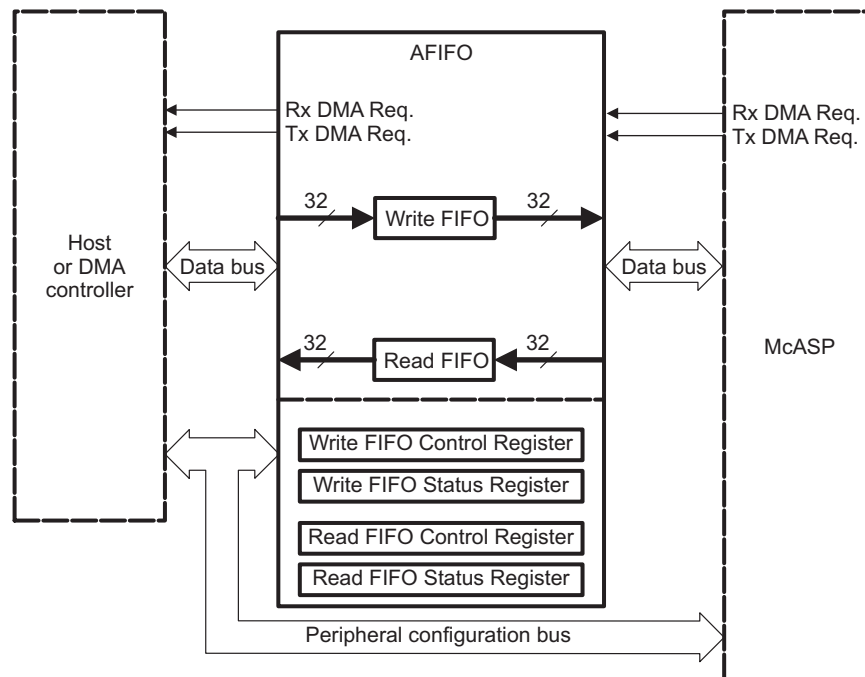 AFIFO
Rx DMA Req.
Tx DMA Req.
Rx DMA Req.
Tx DMA Req.
32
Write FIFO
32
Host
or DMA
controller
Data bus
Data bus
32
Read FIFO
32
McASP
Write FIFO Control Register
Write FIFO Status Register
Read FIFO Control Register
Read FIFO Status Register
Peripheral configuration bus